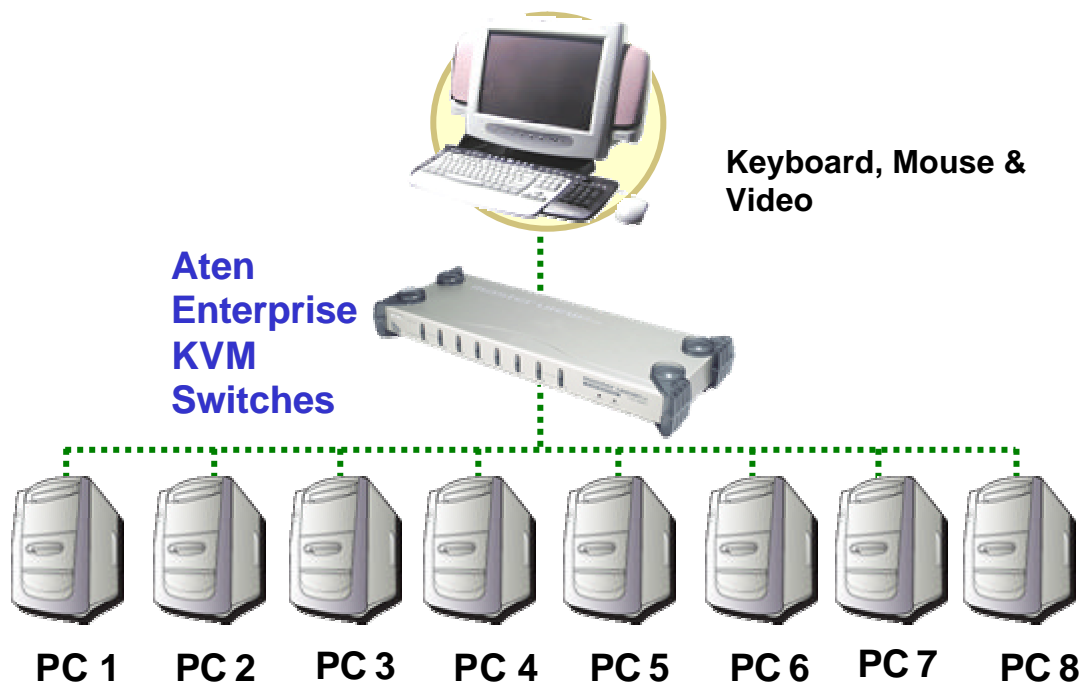 Keyboard, Mouse &
Video
Aten
Enterprise
KVM
Switches
PC 1
PC 2
PC 3
PC 4
PC 5
PC 6
PC 7
PC 8